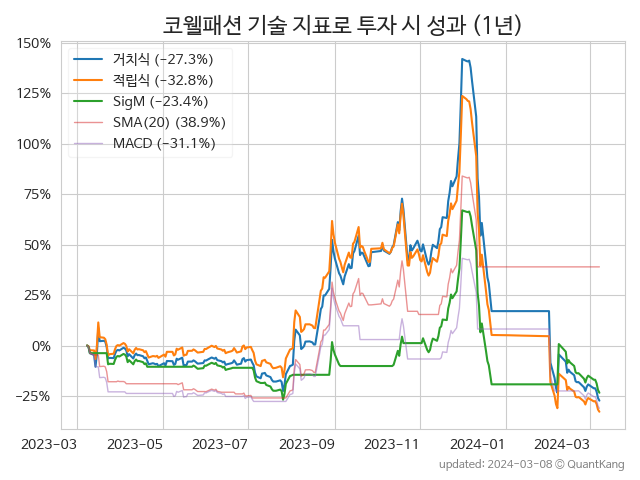 코웰패션 기술 지표로 투자 시 성과 (1년)
150%
125%
100%
75%
50%
25%
0%
−25%
거치식 (−27.3%)
적립식 (−32.8%)
SigM (−23.4%)
SMA(20) (38.9%)
MACD (−31.1%)
2023−03 2023−05 2023−07 2023−09 2023−11 2024−01 2024−03
updated: 2024−03−08 © QuantKang